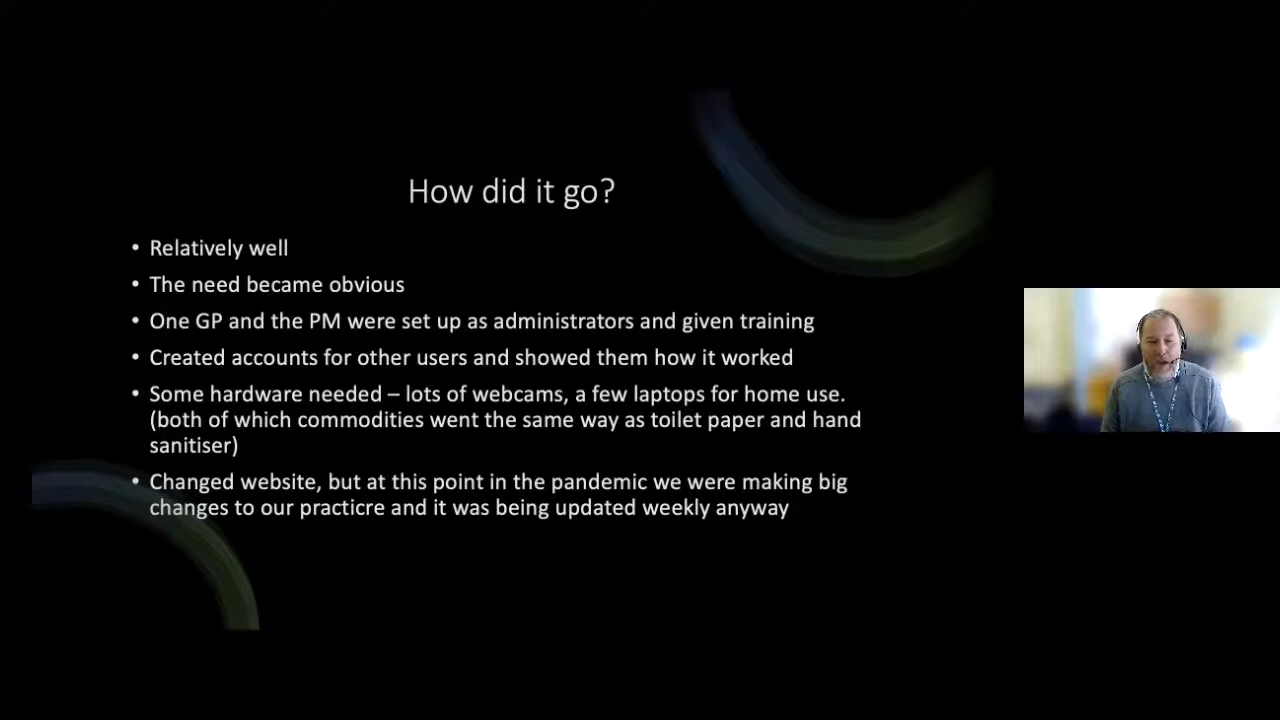 How did it go?
• Relatively well
• The need became obvious
• One GP and the PM were set up as administrators and given training
• Created accounts for other users and showed them how it worked
• Some hardware needed – lots of webcams, a few laptops for home use.
(both of which commodities went the same way as toilet paper and hand
sanitiser)
• Changed website, but at this point in the pandemic we were making big
changes to our practicre and it was being updated weekly anyway